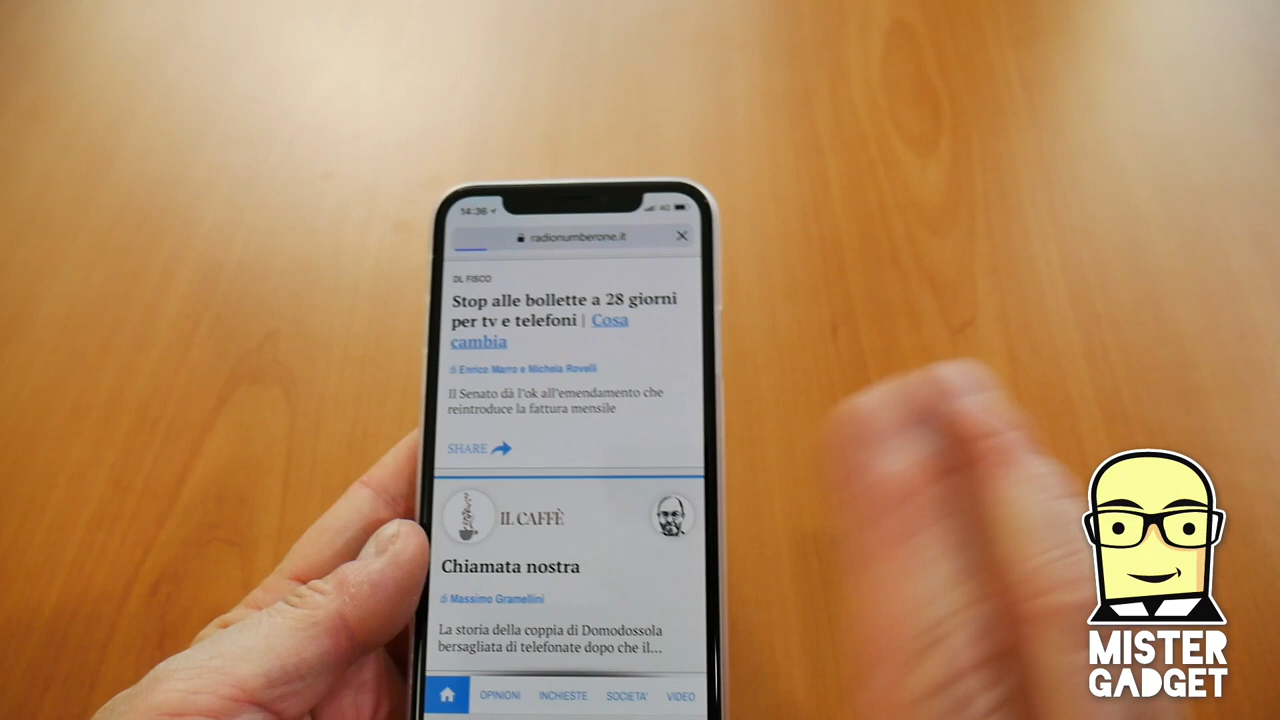 14:36
4G
radionumberone.it
DL FISCO
Stop alle bollette a 28 giorni
per tv e telefoni | Cosa
cambia
di Enrico Marro e Michela Rovelli
Il Senato dà l'ok all'emendamento che
reintroduce la fattura mensile
SHARE
IL CAFFÈ
Chiamata nostra
di Massimo Gramellini
La storia della coppia di Domodossola
bersagliata di telefonate dopo che il...
OPINIONI INCHIESTE SOCIETA' VIDEO
MISTER
GADGET